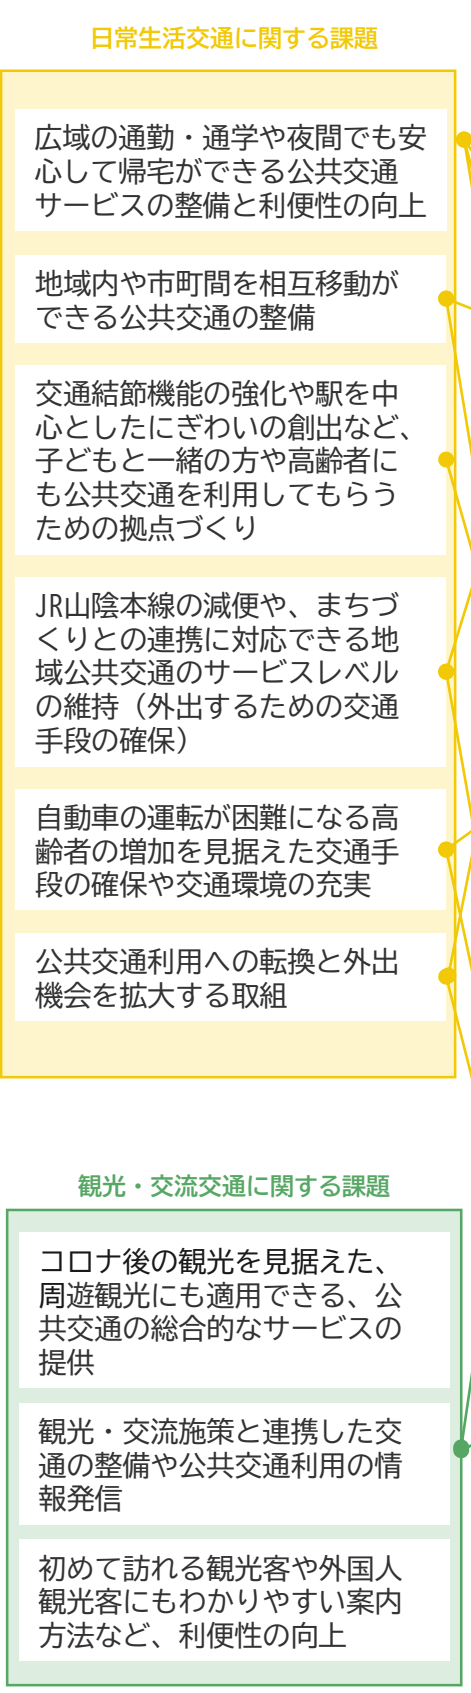 日常生活交通に関する課題
広域の通勤・通学や夜間でも安
心して帰宅ができる公共交通
サービスの整備と利便性の向上
地域内や市町間を相互移動が
できる公共交通の整備
交通結節機能の強化や駅を中
心としたにぎわいの創出など、
子どもと一緒の方や高齢者に
も公共交通を利用してもらう
ための拠点づくり
JR山陰本線の減便や、まちづ
くりとの連携に対応できる地
域公共交通のサービスレベル
の維持（外出するための交通
手段の確保）
自動車の運転が困難になる高
齢者の増加を見据えた交通手
段の確保や交通環境の充実
公共交通利用への転換と外出
機会を拡大する取組
観光・交流交通に関する課題
コロナ後の観光を見据えた、
周遊観光にも適用できる、公
共交通の総合的なサービスの
提供
観光・交流施策と連携した交
通の整備や公共交通利用の情
報発信
初めて訪れる観光客や外国人
観光客にもわかりやすい案内
方法など、利便性の向上